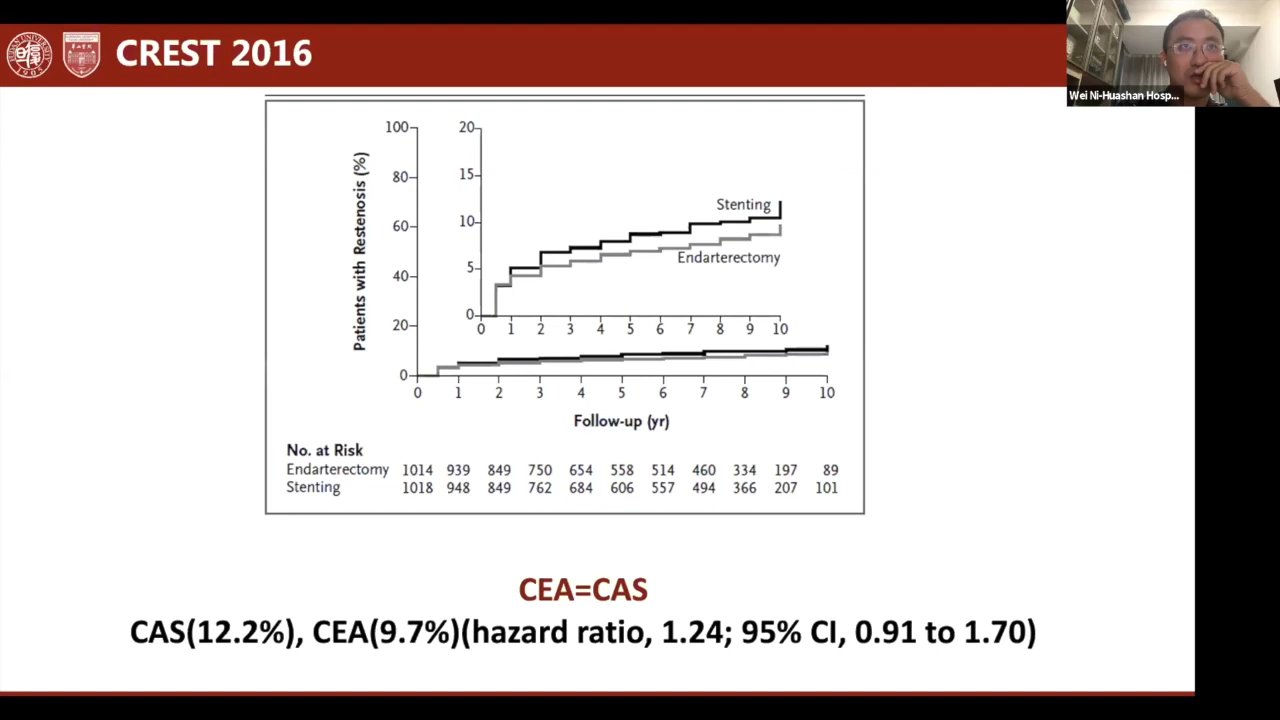 CREST 2016
Wei Ni-Huashan Hosp...
Patients with Restenosis (%)
100
80
60
40
20
0
20
15
10
5
0
Stenting
Endarterectomy
0 1 2 3 4 5 6 7 8 9 10
0 1 2 3 4 5 6 7 8 9 10
Follow-up (yr)
No. at Risk
Endarterectomy 1014 939 849 750 654 558 514 460 334 197 89
Stenting 1018 948 849 762 684 606 557 494 366 207 101
CEA=CAS
CAS(12.2%), CEA(9.7%)(hazard ratio, 1.24; 95% CI, 0.91 to 1.70)